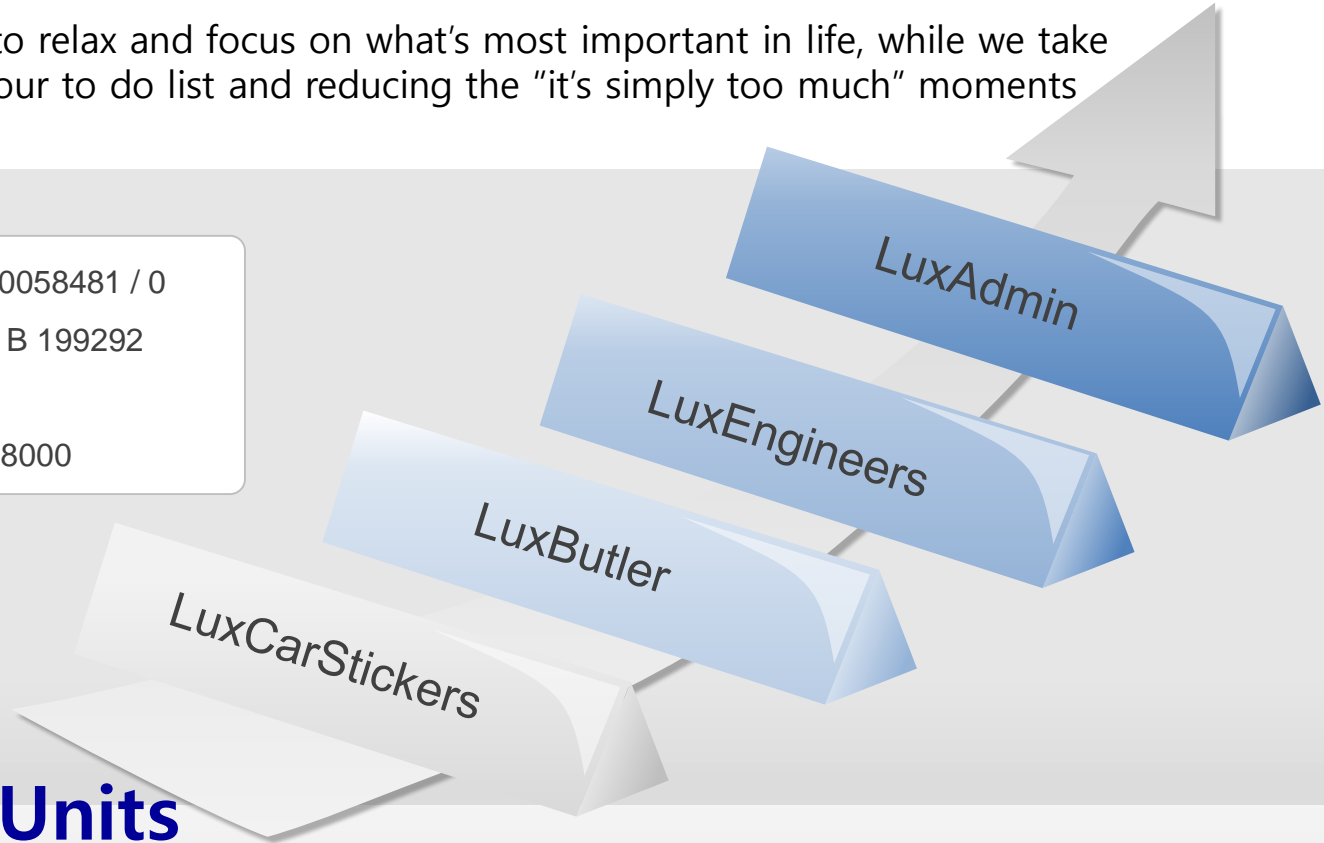 to relax and focus on what's most important in life, while we take
our to do list and reducing the "it's simply too much" moments
0058481 / 0
B 199292
8000
LuxAdmin
LuxEngineers
LuxButler
LuxCarStickers
Units